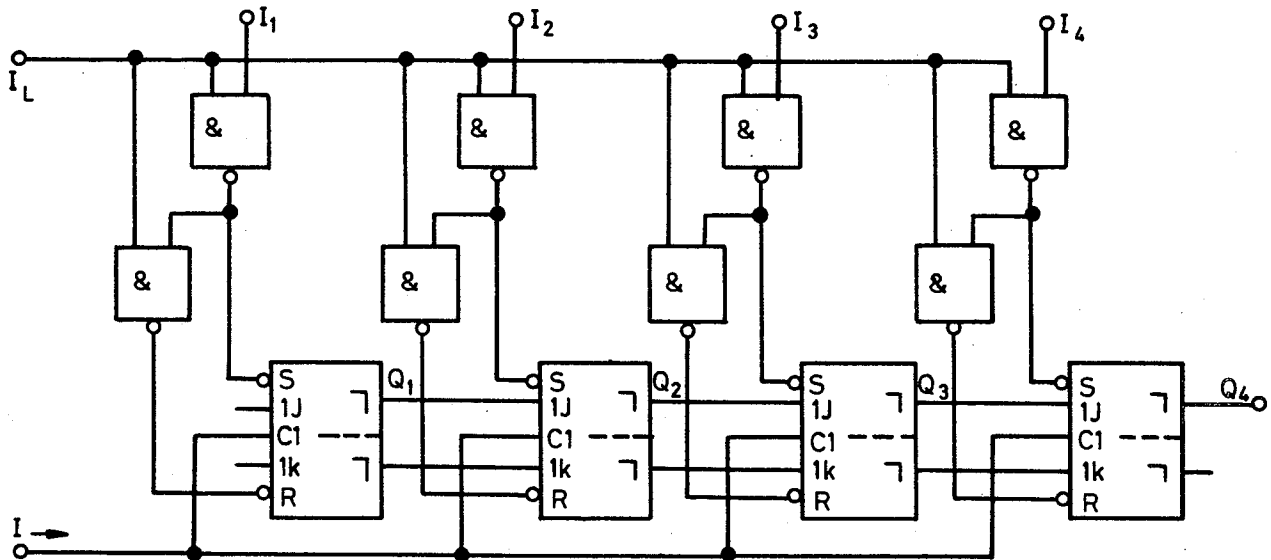 I1 I2 I3 I4
IL
& & & &
& & & &
S Q1 S Q2 S Q3 S Q4
1J 1J 1J 1J
C1 C1 C1 C1
1k 1k 1k 1k
R R R R
I